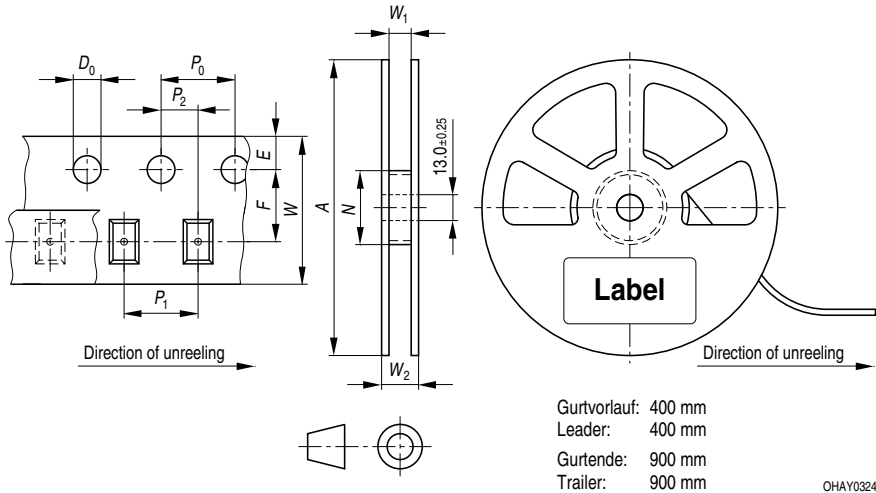 W1
D0
P0
P2
E
F
W
A
N
13.0±0.25
P1
Label
W2
Direction of unreeling
Direction of unreeling
Gurtvorlauf: 400 mm
Leader: 400 mm
Gurtende: 900 mm
Trailer: 900 mm
OHAY0324